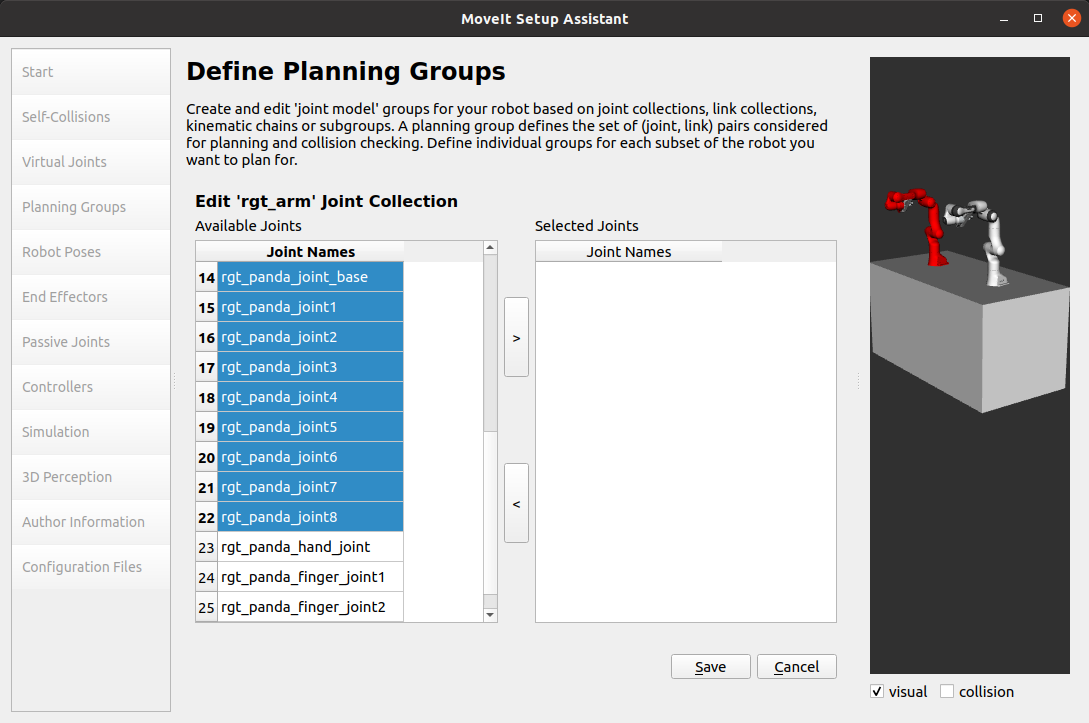 MoveIt Setup Assistant
Start
Self-Collisions
Virtual Joints
Planning Groups
Robot Poses
End Effectors
Passive Joints
Controllers
Simulation
3D Perception
Author Information
Configuration Files
Define Planning Groups
Create and edit 'joint model' groups for your robot based on joint collections, link collections,
kinematic chains or subgroups. A planning group defines the set of (joint, link) pairs considered
for planning and collision checking. Define individual groups for each subset of the robot you
want to plan for.
Edit 'rgt_arm' Joint Collection
Available Joints
Joint Names
14 rgt_panda_joint_base
15 rgt_panda_joint1
16 rgt_panda_joint2
17 rgt_panda_joint3
18 rgt_panda_joint4
19 rgt_panda_joint5
20 rgt_panda_joint6
21 rgt_panda_joint7
22 rgt_panda_joint8
23 rgt_panda_hand_joint
24 rgt_panda_finger_joint1
25 rgt_panda_finger_joint2
>
<
Selected Joints
Joint Names
Save
Cancel
visual
collision